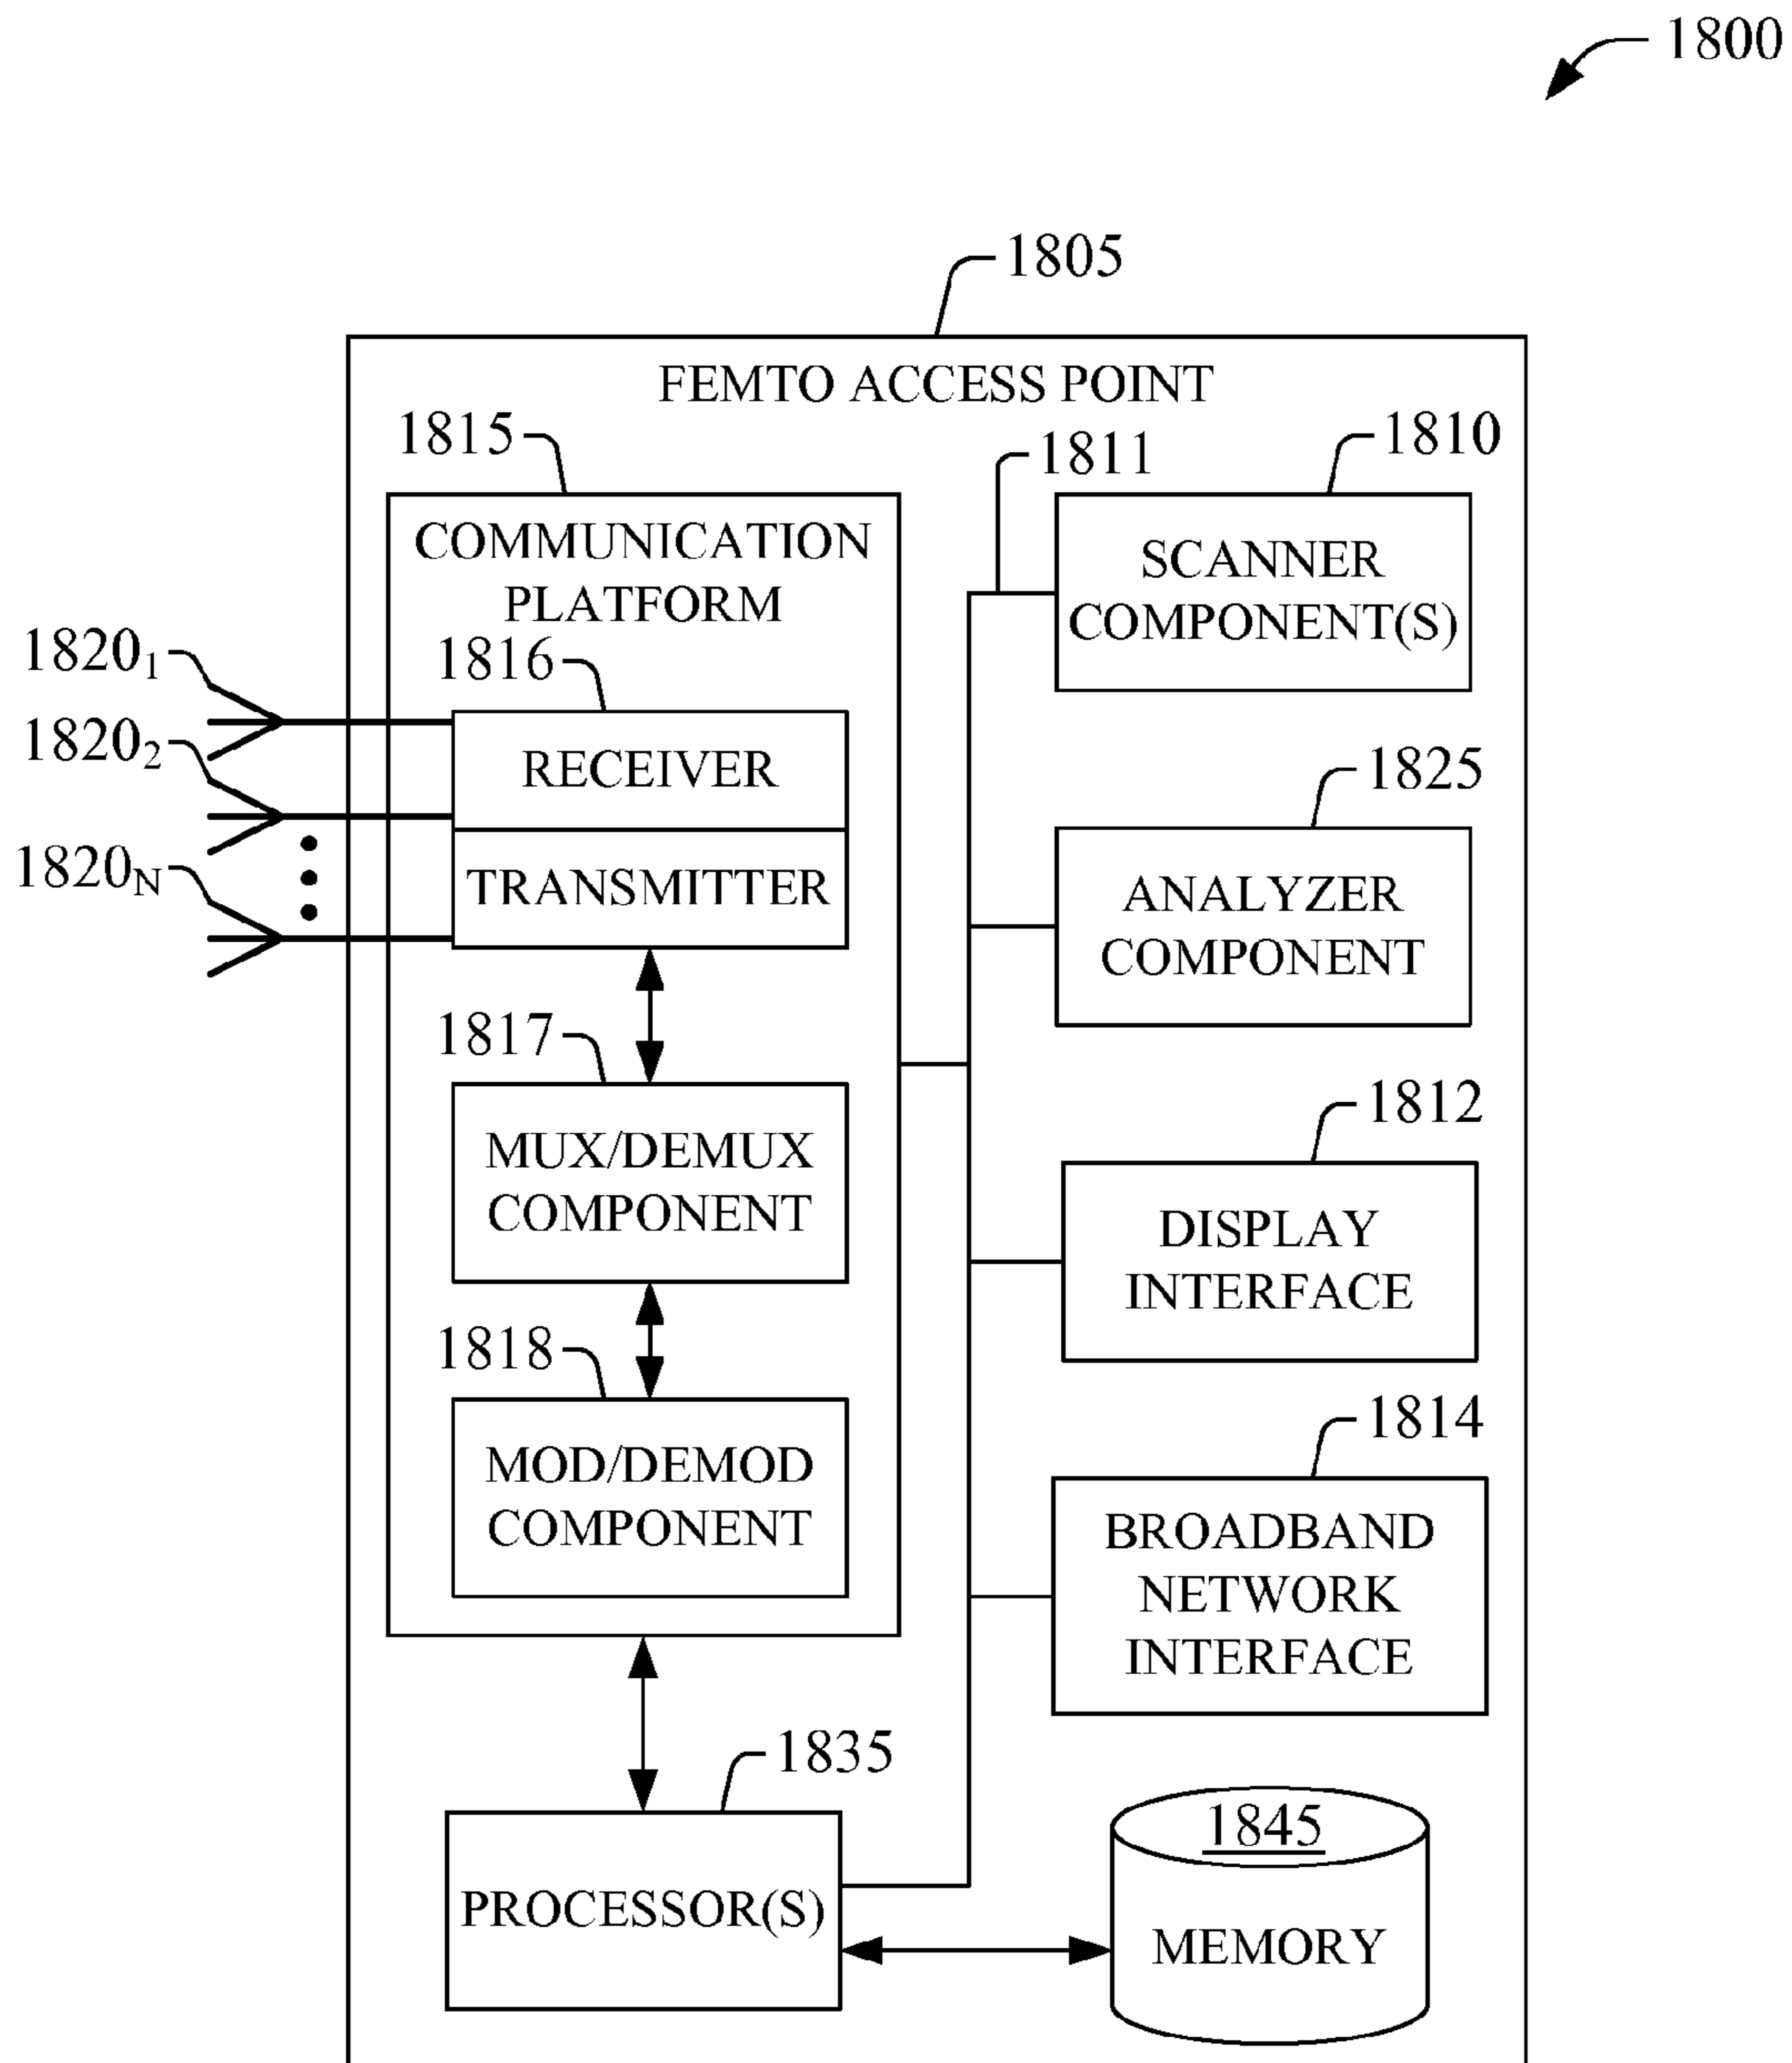 1800
1805
FEMTO ACCESS POINT
1815
1811
1810
COMMUNICATION
PLATFORM
SCANNER
COMPONENT(S)
1820₁
1816
1820₂
RECEIVER
1825
1820N
TRANSMITTER
ANALYZER
COMPONENT
1817
1812
MUX/DEMUX
COMPONENT
DISPLAY
INTERFACE
1818
1814
MOD/DEMOD
COMPONENT
BROADBAND
NETWORK
INTERFACE
1835
1845
PROCESSOR(S)
MEMORY